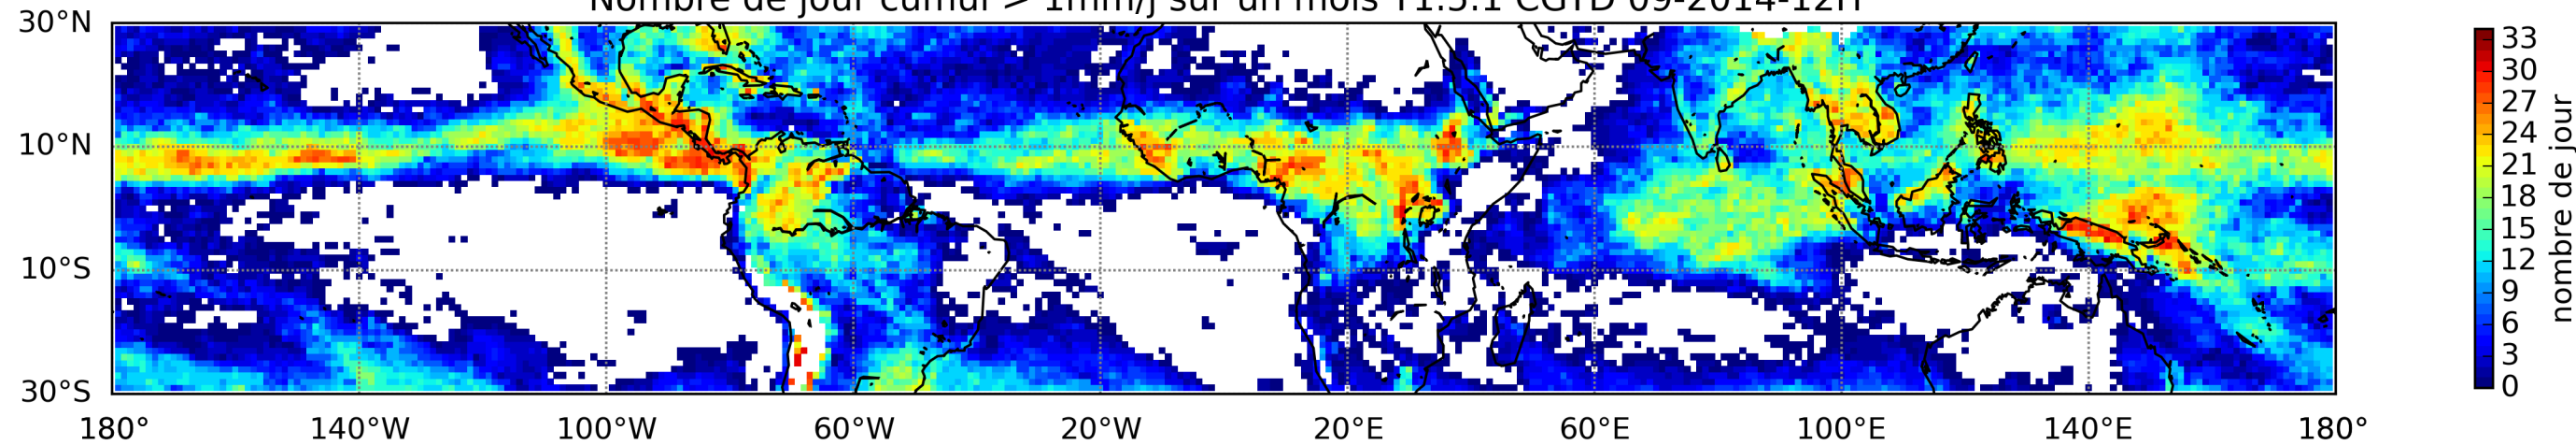 Nombre de jour cumul > 1mm/j sur un mois T1.5.1 CGTD 09-2014-12H
30°N
10°N
10°S
30°S
180° 140°W 100°W 60°W 20°W 20°E 60°E 100°E 140°E 180°
33
30
27
24
21
18
15
12
9
6
3
0
nombre de jour